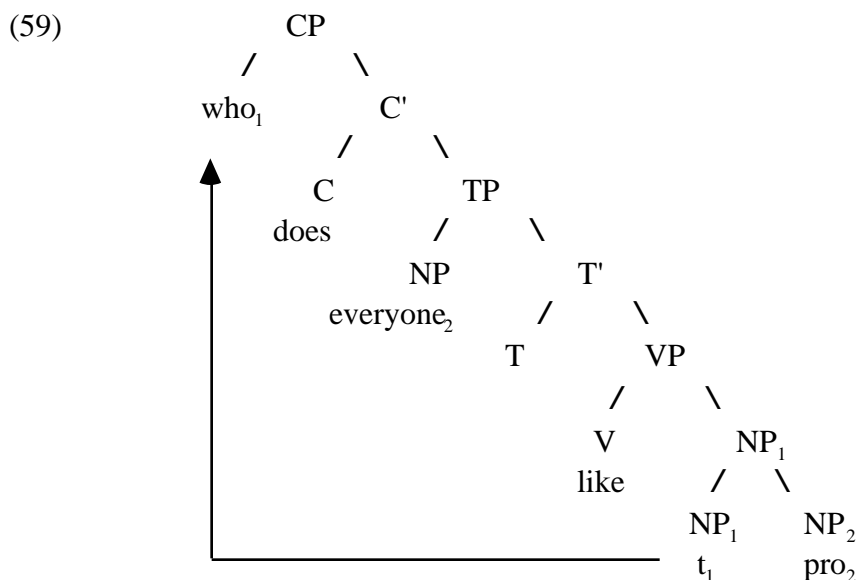 (59) CP
who₁ C'
C TP
does
NP T'
everyone₂
T VP
V NP₁
like
NP₁ NP₂
t₁ pro₂